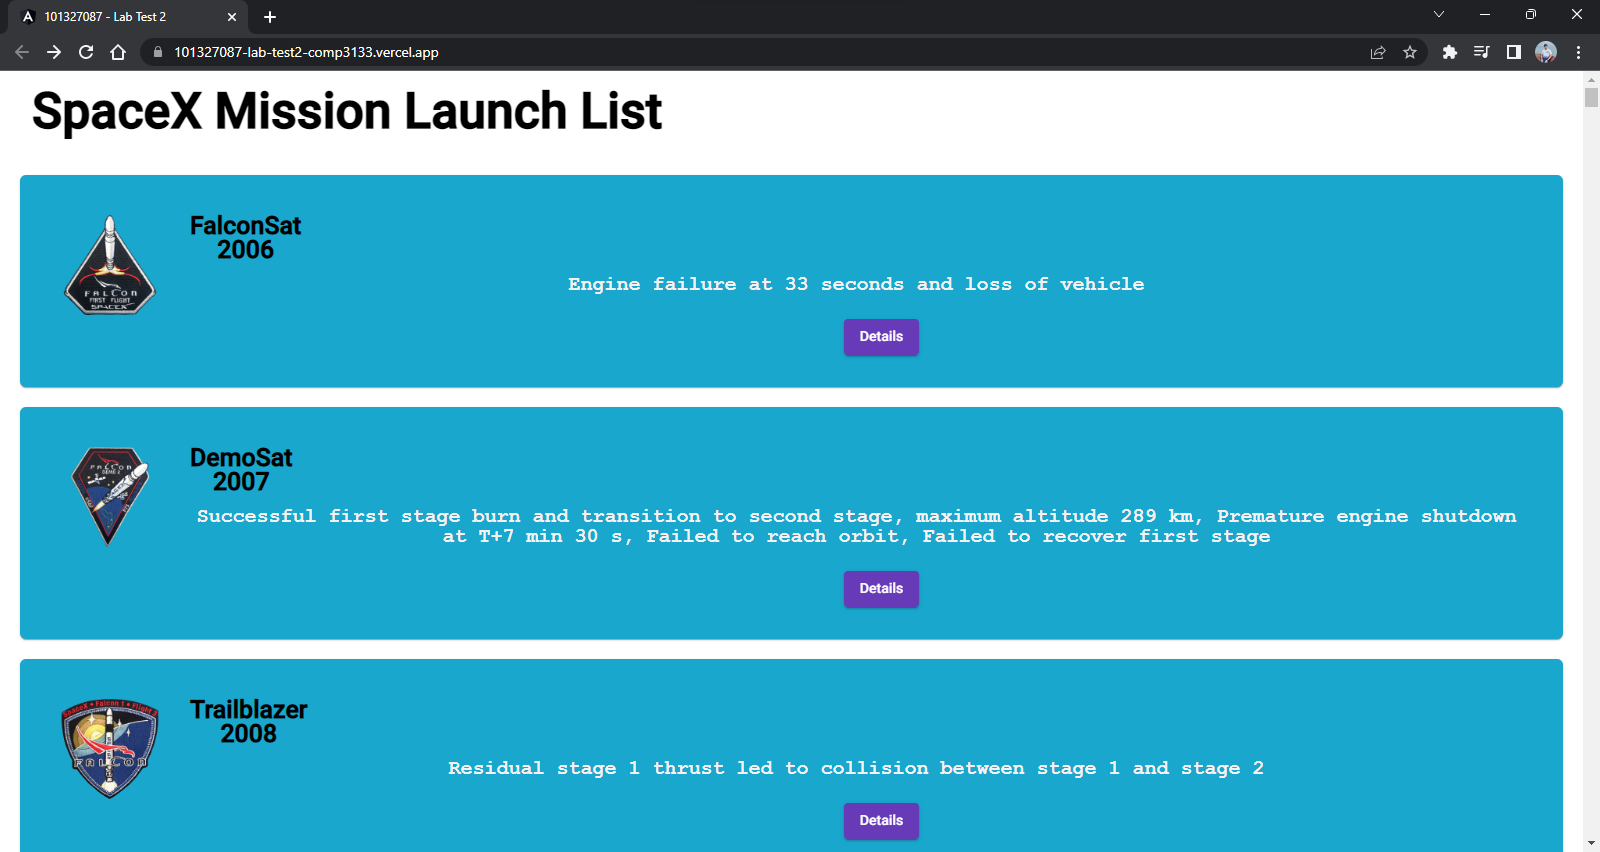 101327087 - Lab Test 2
101327087-lab-test2-comp3133.vercel.app
SpaceX Mission Launch List
FALCON
FIRST FLIGHT
SPACEX
FalconSat
2006
Engine failure at 33 seconds and loss of vehicle
Details
FALCON
DEMO 2
DemoSat
2007
Successful first stage burn and transition to second stage, maximum altitude 289 km, Premature engine shutdown
at T+7 min 30 s, Failed to reach orbit, Failed to recover first stage
Details
SpaceX • Falcon 1 • Flight 3
FALCON
Trailblazer
2008
Residual stage 1 thrust led to collision between stage 1 and stage 2
Details